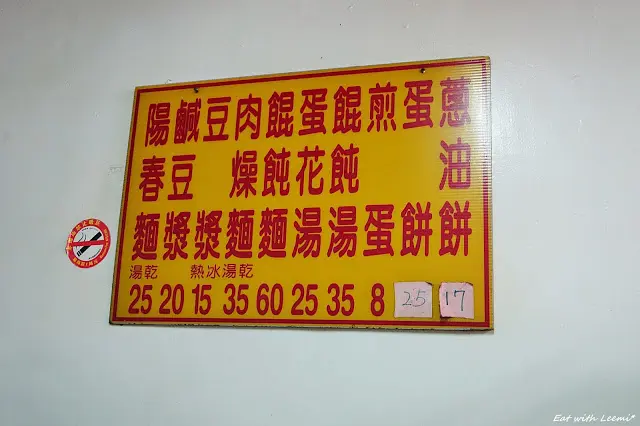 蔥油餅 17
蛋餅 25
煎蛋 8
餛飩湯 35
蛋花湯 25
餛飩麵 60
肉燥麵 湯乾 35
豆漿 熱冰 15
鹹豆漿 20
陽春麵 湯乾 25
Eat with Leemi*